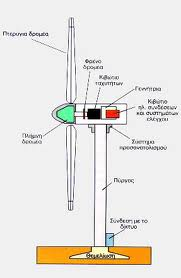 Πτερύγια δρομέα
Φρένο
δρομέα
Κιβώτιο
ταχυτήτων
Γεννήτρια
Κιβώτιο
ηλ. συνδέσεων
και συστημάτων
ελέγχου
Πλήμνη
δρομέα
Σύστημα
προσανατολισμού
Πύργος
Σύνδεση με το
δίκτυο
Θεμελίωση